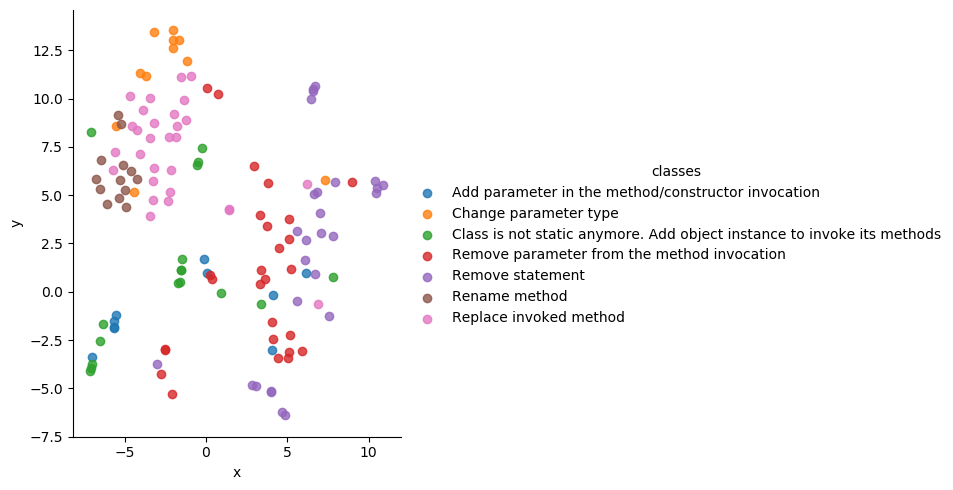 12.5
10.0
7.5
5.0
2.5
0.0
−2.5
−5.0
−7.5
y
−5
0
5
10
x
classes
Add parameter in the method/constructor invocation
Change parameter type
Class is not static anymore. Add object instance to invoke its methods
Remove parameter from the method invocation
Remove statement
Rename method
Replace invoked method